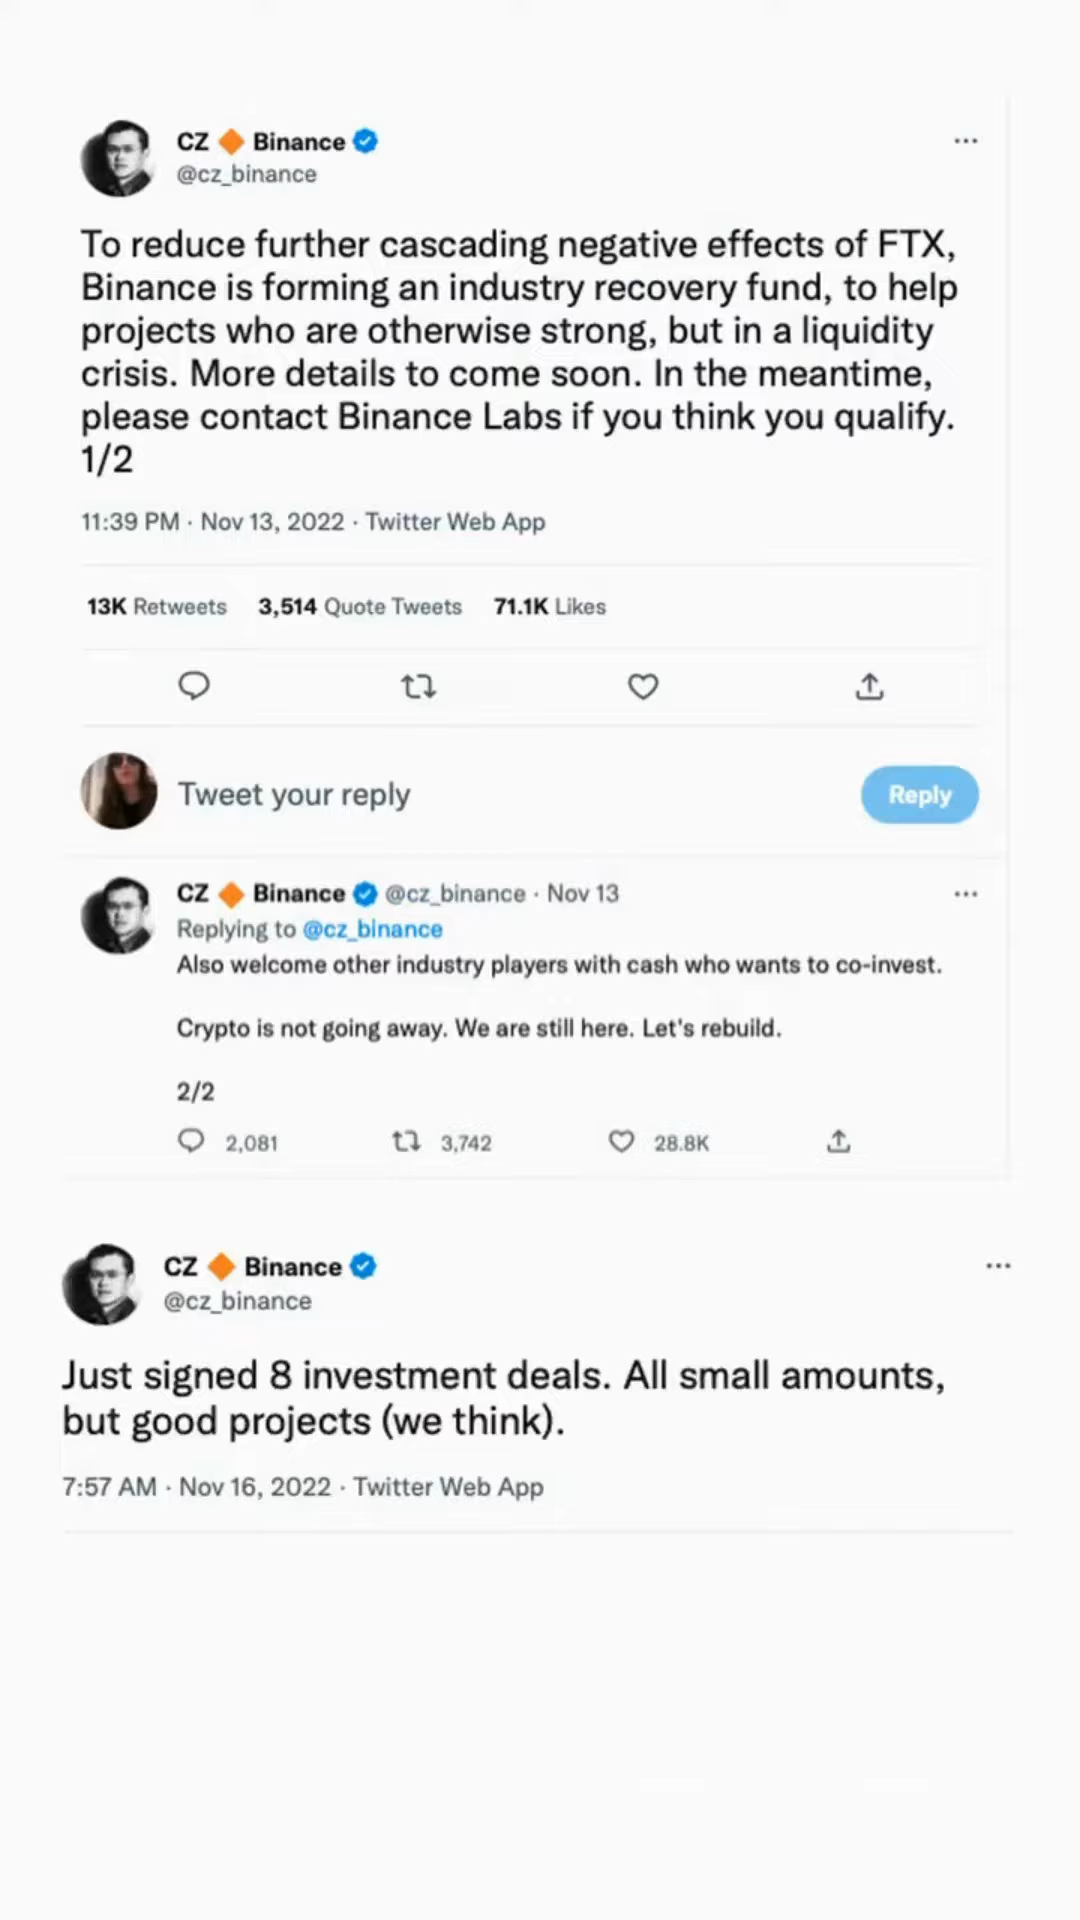 CZ 🔶 Binance
@cz_binance
To reduce further cascading negative effects of FTX,
Binance is forming an industry recovery fund, to help
projects who are otherwise strong, but in a liquidity
crisis. More details to come soon. In the meantime,
please contact Binance Labs if you think you qualify.
1/2
11:39 PM · Nov 13, 2022 · Twitter Web App
13K Retweets 3,514 Quote Tweets 71.1K Likes
Tweet your reply
Reply
CZ 🔶 Binance @cz_binance · Nov 13
Replying to @cz_binance
Also welcome other industry players with cash who wants to co-invest.
Crypto is not going away. We are still here. Let's rebuild.
2/2
2,081 3,742 28.8K
CZ 🔶 Binance
@cz_binance
Just signed 8 investment deals. All small amounts,
but good projects (we think).
7:57 AM · Nov 16, 2022 · Twitter Web App